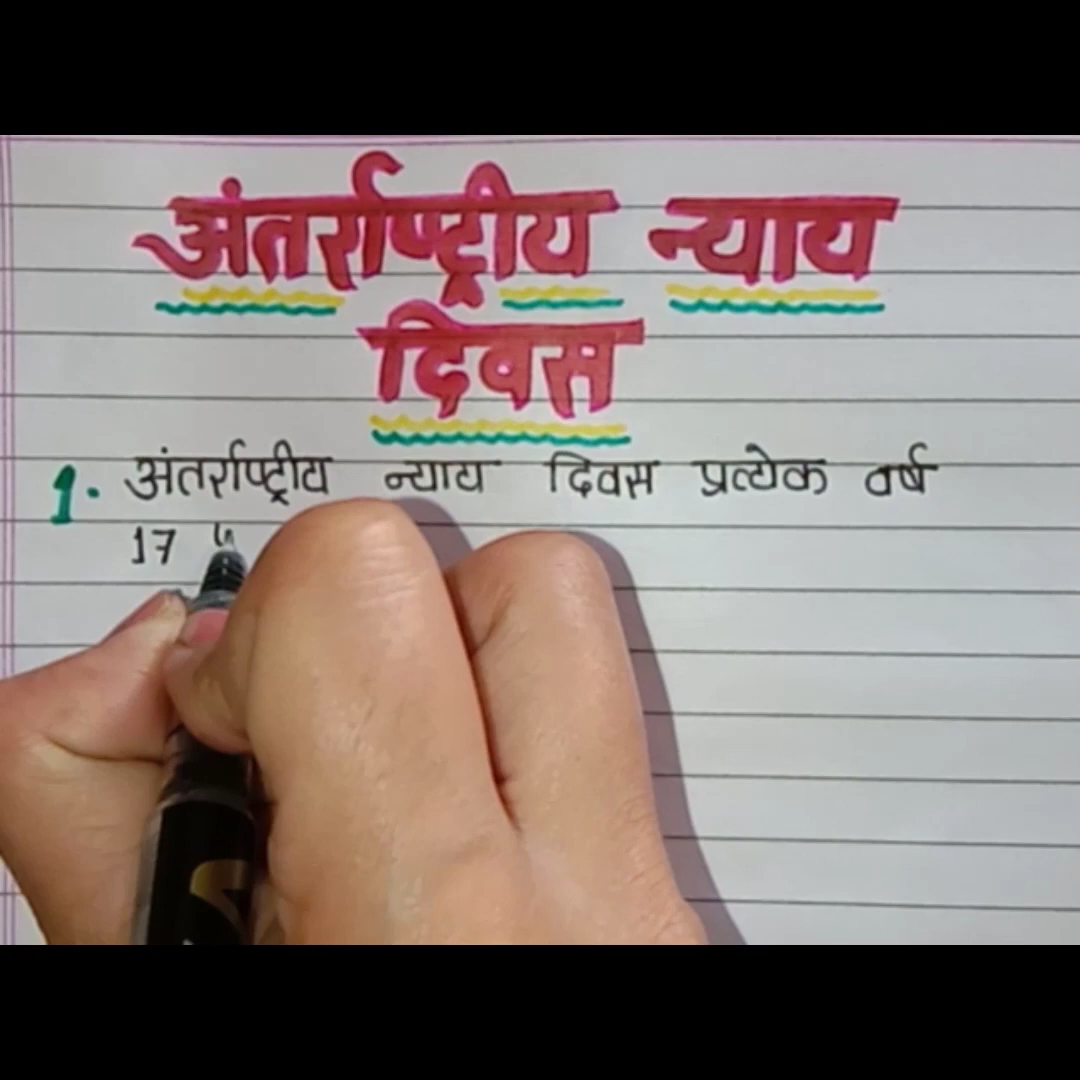 अंतर्राष्ट्रीय न्याय
दिवस
1. अंतर्राष्ट्रीय न्याय दिवस प्रत्येक वर्ष
17